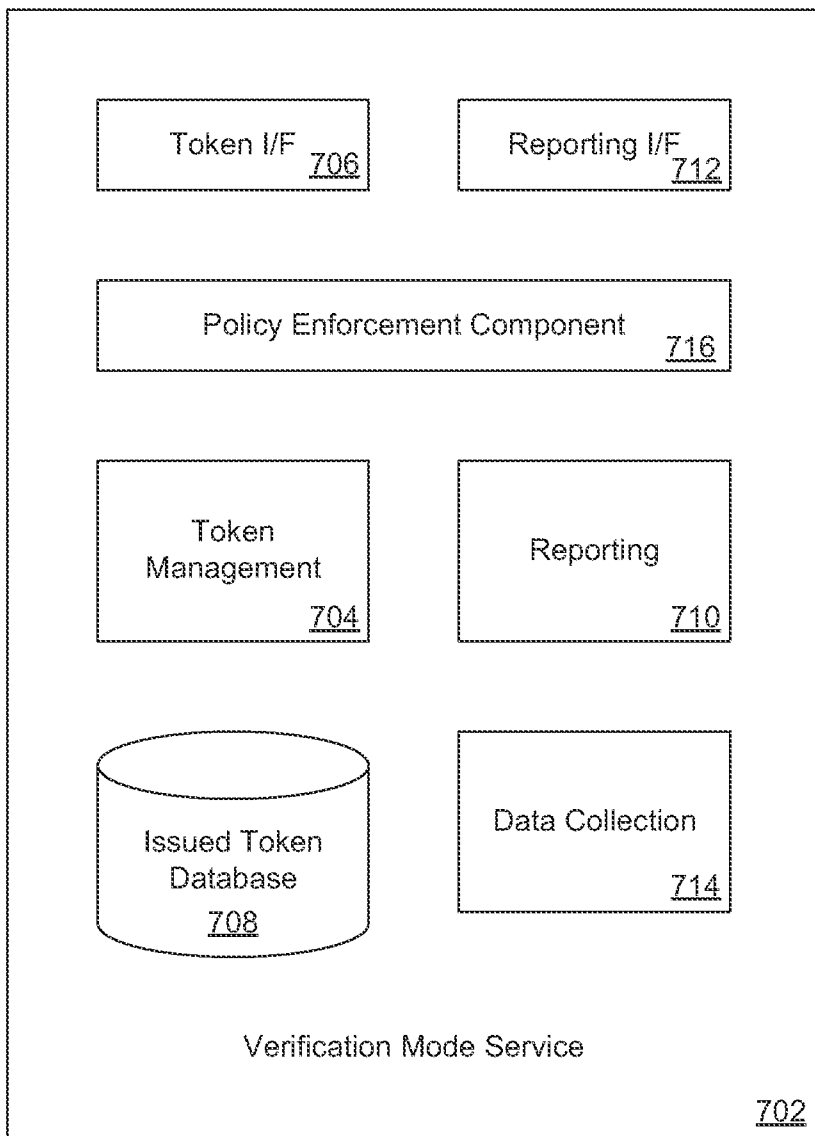 Token I/F
706
Reporting I/F
712
Policy Enforcement Component
716
Token
Management
704
Reporting
710
Issued Token
Database
708
Data Collection
714
Verification Mode Service
702